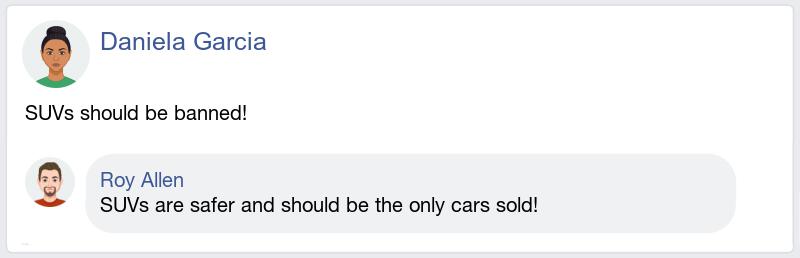 Daniela Garcia
SUVs should be banned!
Roy Allen
SUVs are safer and should be the only cars sold!